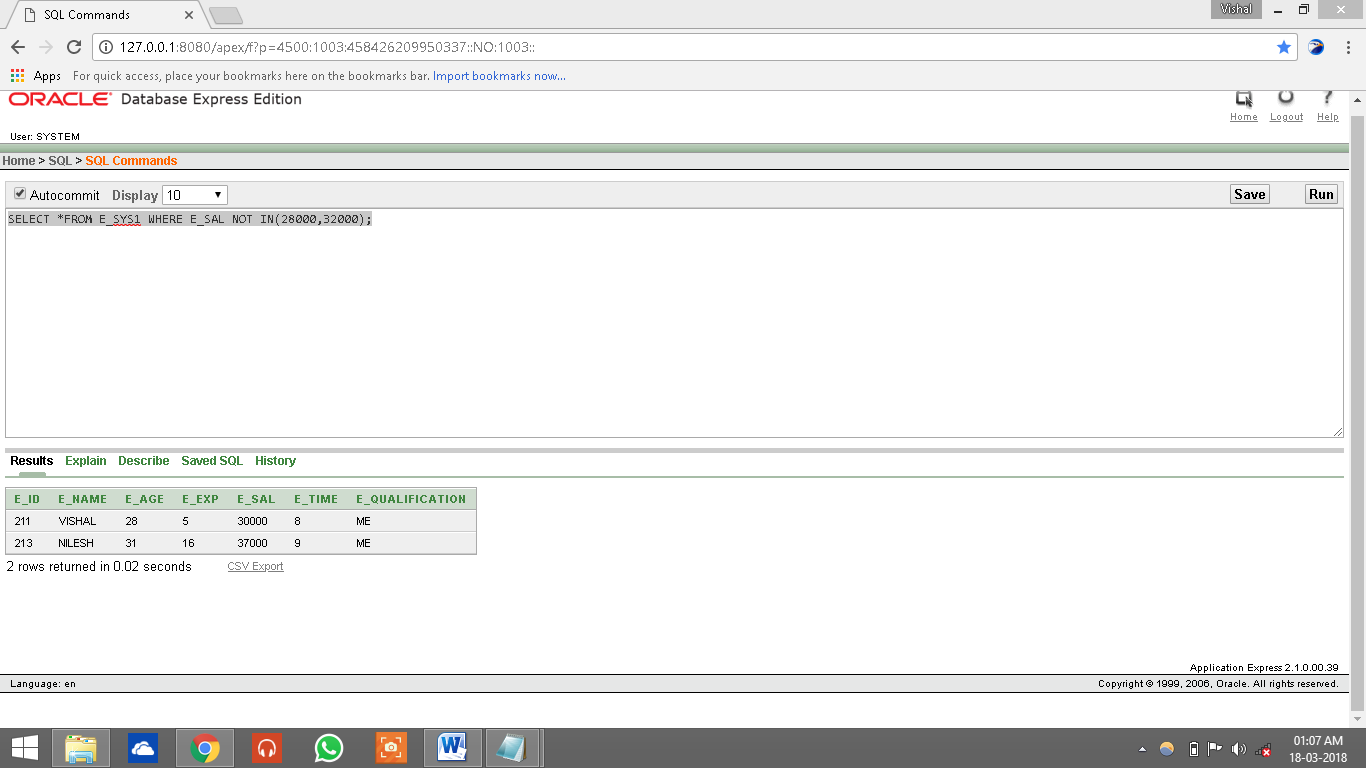 SQL Commands
Vishal
127.0.0.1:8080/apex/f?p=4500:1003:458426209950337::NO:1003::
Apps For quick access, place your bookmarks here on the bookmarks bar. Import bookmarks now...
ORACLE Database Express Edition
Home Logout Help
User: SYSTEM
Home > SQL > SQL Commands
Autocommit Display 10 Save Run
SELECT *FROM E_SYS1 WHERE E_SAL NOT IN(28000,32000);
Results Explain Describe Saved SQL History
E_ID E_NAME E_AGE E_EXP E_SAL E_TIME E_QUALIFICATION
211 VISHAL 28 5 30000 8 ME
213 NILESH 31 16 37000 9 ME
2 rows returned in 0.02 seconds CSV Export
Application Express 2.1.0.00.39
Language: en Copyright © 1999, 2006, Oracle. All rights reserved.
01:07 AM
18-03-2018